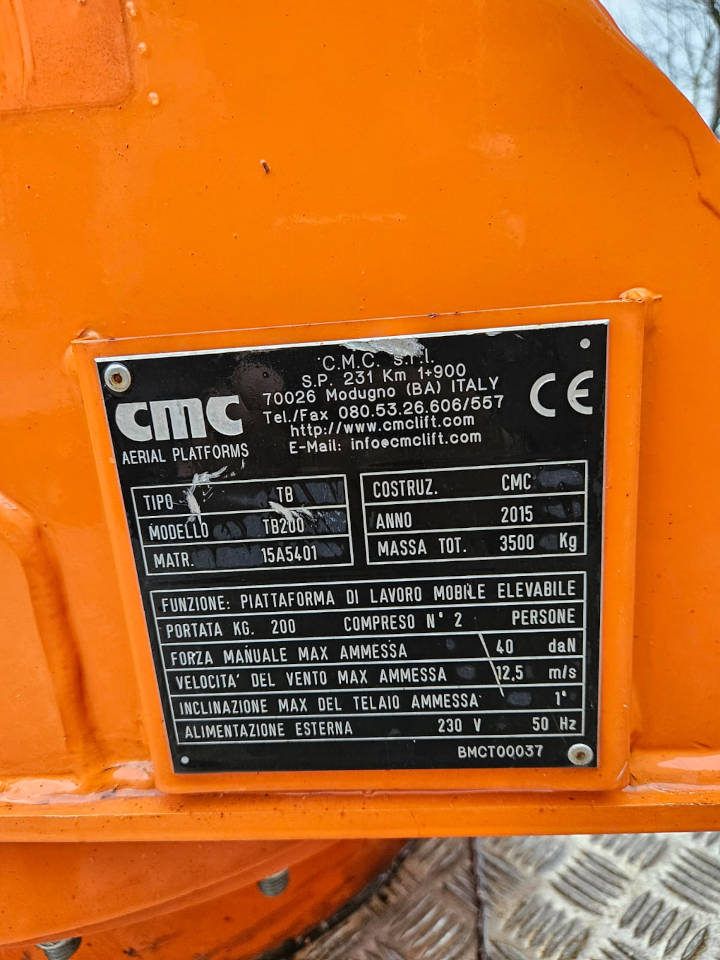 C.M.C. s.r.l.
S.P. 231 Km 1+900
70026 Modugno (BA) ITALY
Tel./Fax 080.53.26.606/557
http://www.cmclift.com
E-Mail: info@cmclift.com
CE
cmc
AERIAL PLATFORMS
TIPO TB
MODELLO TB200
MATR. 15A5401
COSTRUZ. CMC
ANNO 2015
MASSA TOT. 3500 Kg
FUNZIONE: PIATTAFORMA DI LAVORO MOBILE ELEVABILE
PORTATA KG. 200 COMPRESO N° 2 PERSONE
FORZA MANUALE MAX AMMESSA 40 daN
VELOCITA' DEL VENTO MAX AMMESSA 12,5 m/s
INCLINAZIONE MAX DEL TELAIO AMMESSA 1°
ALIMENTAZIONE ESTERNA 230 V 50 Hz
BMCT00037